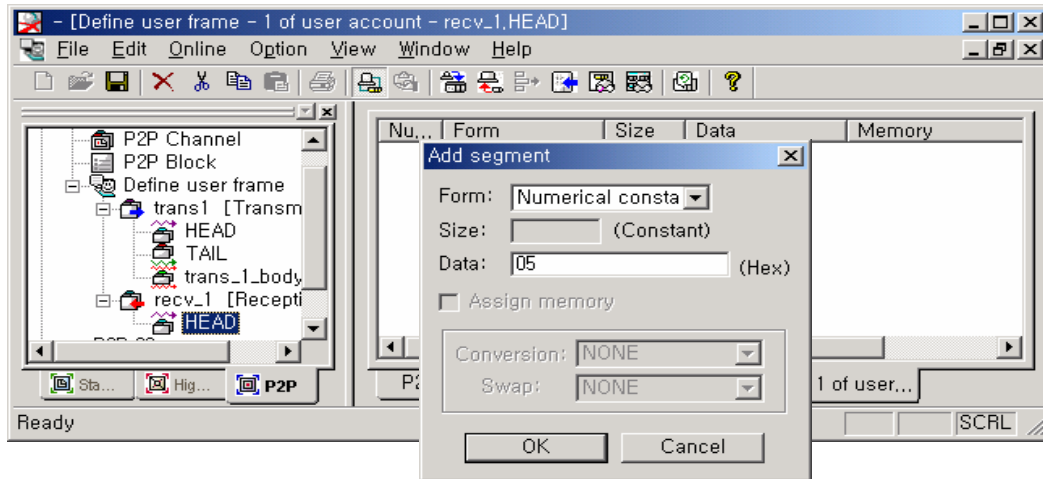 - [Define user frame - 1 of user account - recv_1,HEAD]
File Edit Online Option View Window Help
P2P Channel
P2P Block
Define user frame
trans1 [Transm
HEAD
TAIL
trans_1_body
recv_1 [Recepti
HEAD
Sta... Hig... P2P
Nu... Form Size Data Memory
Add segment
Form: Numerical consta
Size: (Constant)
Data: 05 (Hex)
Assign memory
Conversion: NONE
Swap: NONE
OK Cancel
1 of user...
Ready
SCRL